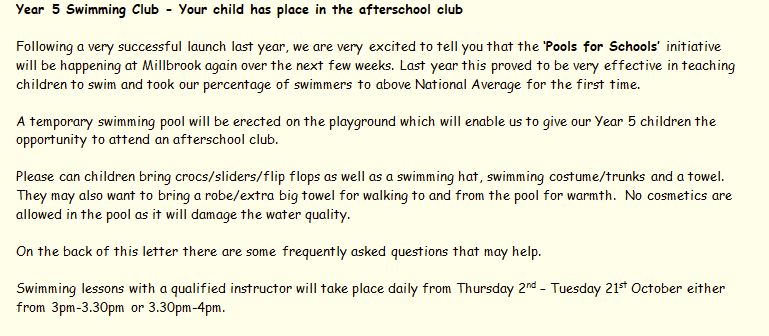 Year 5 Swimming Club - Your child has place in the afterschool club
Following a very successful launch last year, we are very excited to tell you that the 'Pools for Schools' initiative
will be happening at Millbrook again over the next few weeks. Last year this proved to be very effective in teaching
children to swim and took our percentage of swimmers to above National Average for the first time.
A temporary swimming pool will be erected on the playground which will enable us to give our Year 5 children the
opportunity to attend an afterschool club.
Please can children bring crocs/sliders/flip flops as well as a swimming hat, swimming costume/trunks and a towel.
They may also want to bring a robe/extra big towel for walking to and from the pool for warmth. No cosmetics are
allowed in the pool as it will damage the water quality.
On the back of this letter there are some frequently asked questions that may help.
Swimming lessons with a qualified instructor will take place daily from Thursday 2nd - Tuesday 21st October either
from 3pm-3.30pm or 3.30pm-4pm.